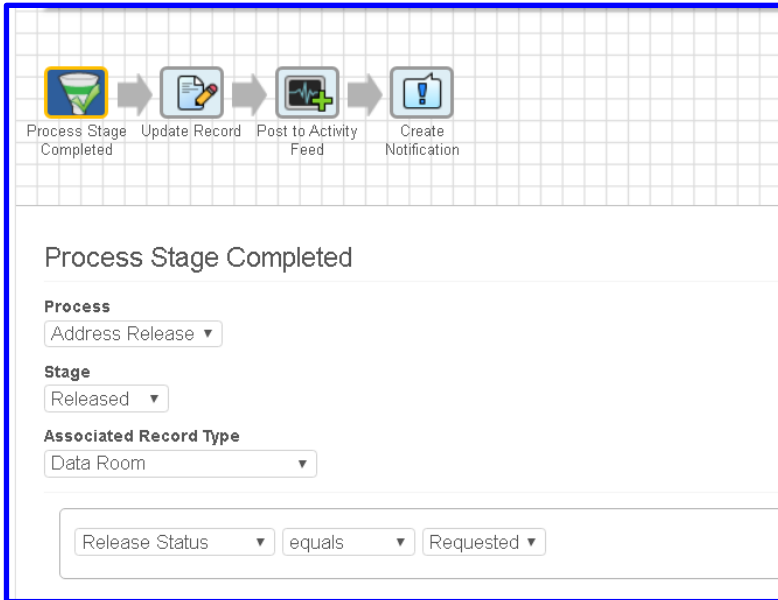 Process Stage Completed
Update Record
Post to Activity Feed
Create Notification
Process Stage Completed
Process
Address Release
Stage
Released
Associated Record Type
Data Room
Release Status equals Requested